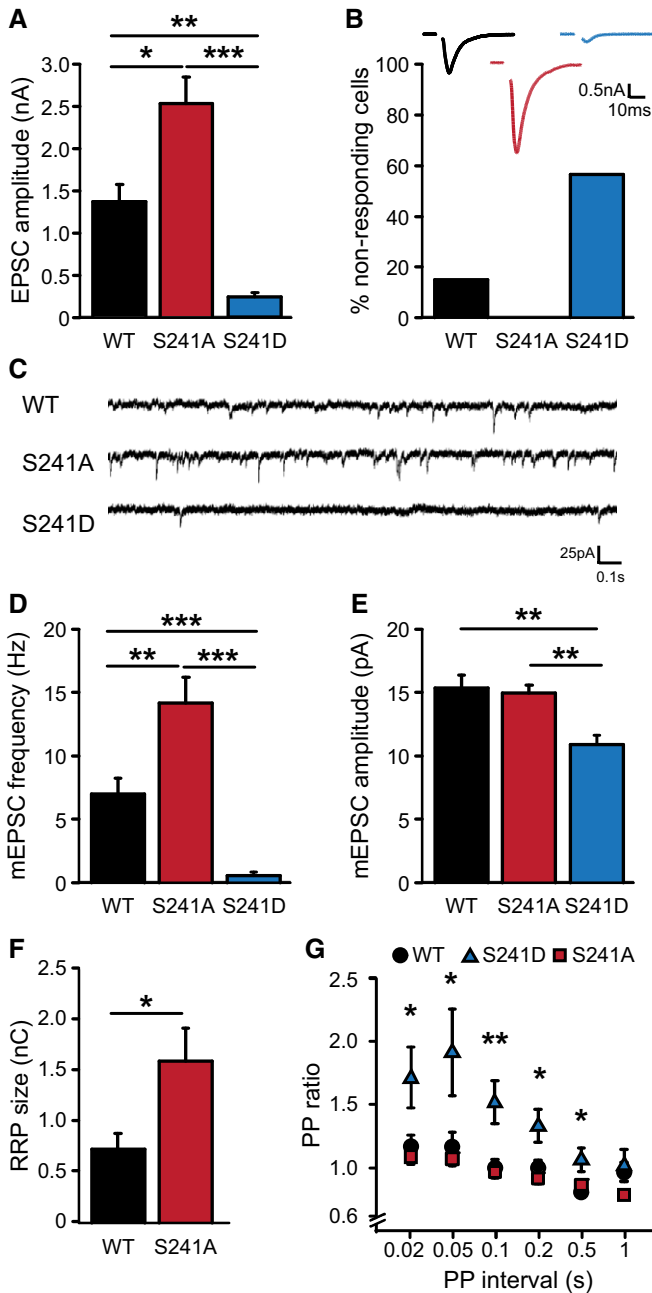 A
** 
* ***
3.0
2.5
2.0
1.5
1.0
0.5
0
EPSC amplitude (nA)
WT S241A S241D
B
0.5nA
10ms
100
80
60
40
20
0
% non-responding cells
WT S241A S241D
C
WT
S241A
S241D
25pA
0.1s
D
***
** ***
20
15
10
5
0
mEPSC frequency (Hz)
WT S241A S241D
E
**
**
20
15
10
5
0
mEPSC amplitude (pA)
WT S241A S241D
F
*
2.5
2.0
1.5
1.0
0.5
0
RRP size (nC)
WT S241A
G
WT S241D S241A
* * ** * *
2.5
2.0
1.5
1.0
0.6
PP ratio
0.02 0.05 0.1 0.2 0.5 1
PP interval (s)